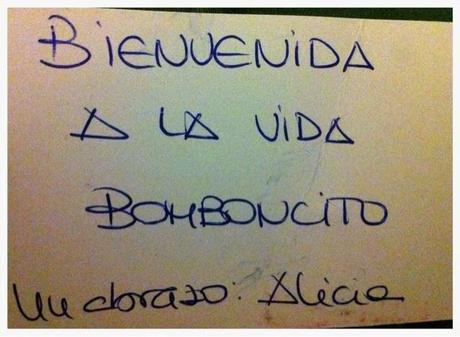 BIENVENIDA
A LA VIDA
BOMBONCITO
Un abrazo: Alicia